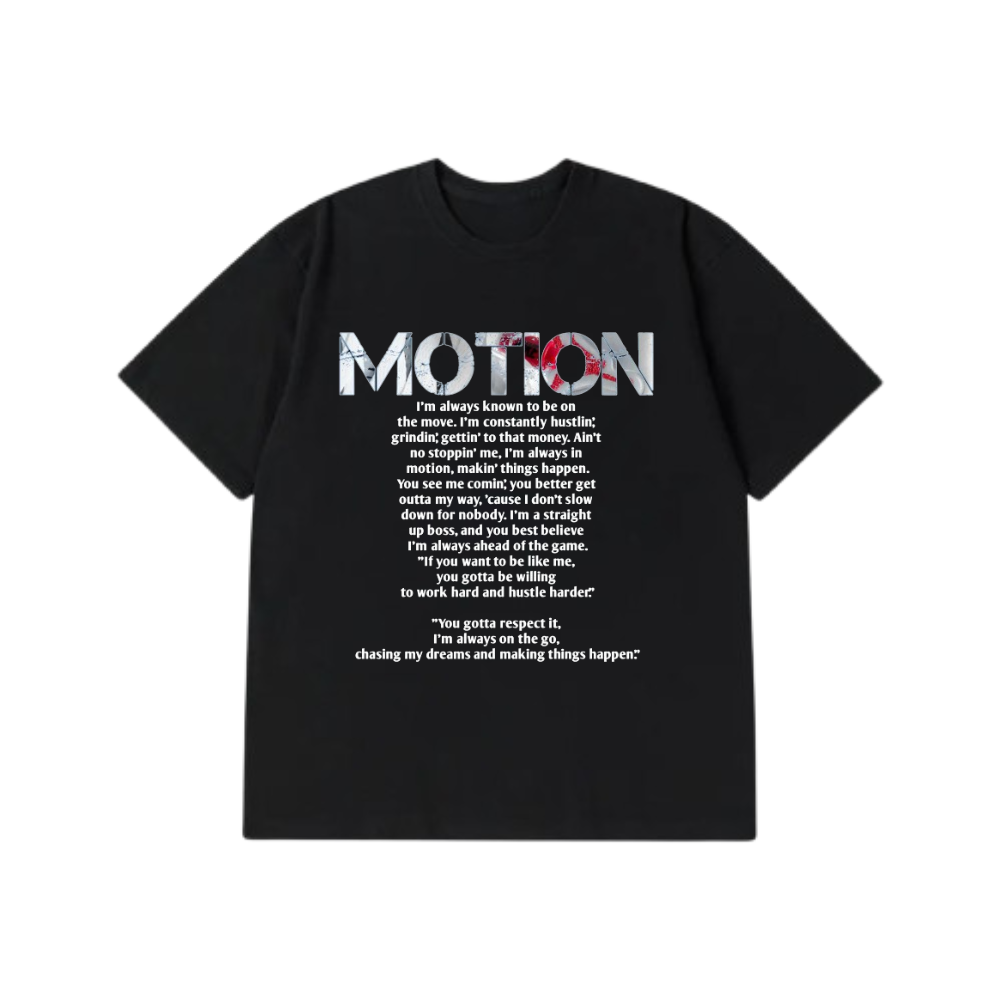 MOTION
I'm always known to be on
the move. I'm constantly hustlin',
grindin', gettin' to that money. Ain't
no stoppin' me, I'm always in
motion, makin' things happen.
You see me comin', you better get
outta my way, 'cause I don't slow
down for nobody. I'm a straight
up boss, and you best believe
I'm always ahead of the game.
"If you want to be like me,
you gotta be willing
to work hard and hustle harder."
"You gotta respect it,
I'm always on the go,
chasing my dreams and making things happen."